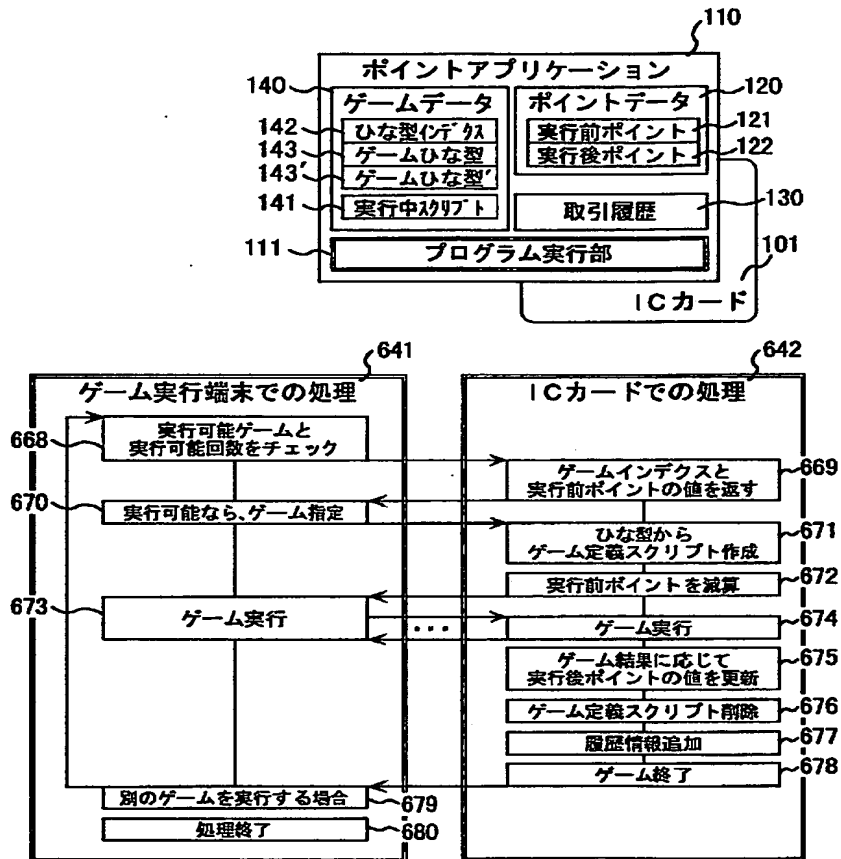 110
ポイントアプリケーション
140
ゲームデータ
142
ひな型インデクス
143
ゲームひな型
143′
ゲームひな型′
141
実行中スクリプト
120
ポイントデータ
実行前ポイント
121
実行後ポイント
122
取引履歴
130
111
プログラム実行部
101
ICカード
641
ゲーム実行端末での処理
668
実行可能ゲームと
実行可能回数をチェック
670
実行可能なら、ゲーム指定
673
ゲーム実行
...
別のゲームを実行する場合
679
処理終了
680
642
ICカードでの処理
ゲームインデクスと
実行前ポイントの値を返す
669
ひな型から
ゲーム定義スクリプト作成
671
実行前ポイントを減算
672
ゲーム実行
674
ゲーム結果に応じて
実行後ポイントの値を更新
675
ゲーム定義スクリプト削除
676
履歴情報追加
677
ゲーム終了
678